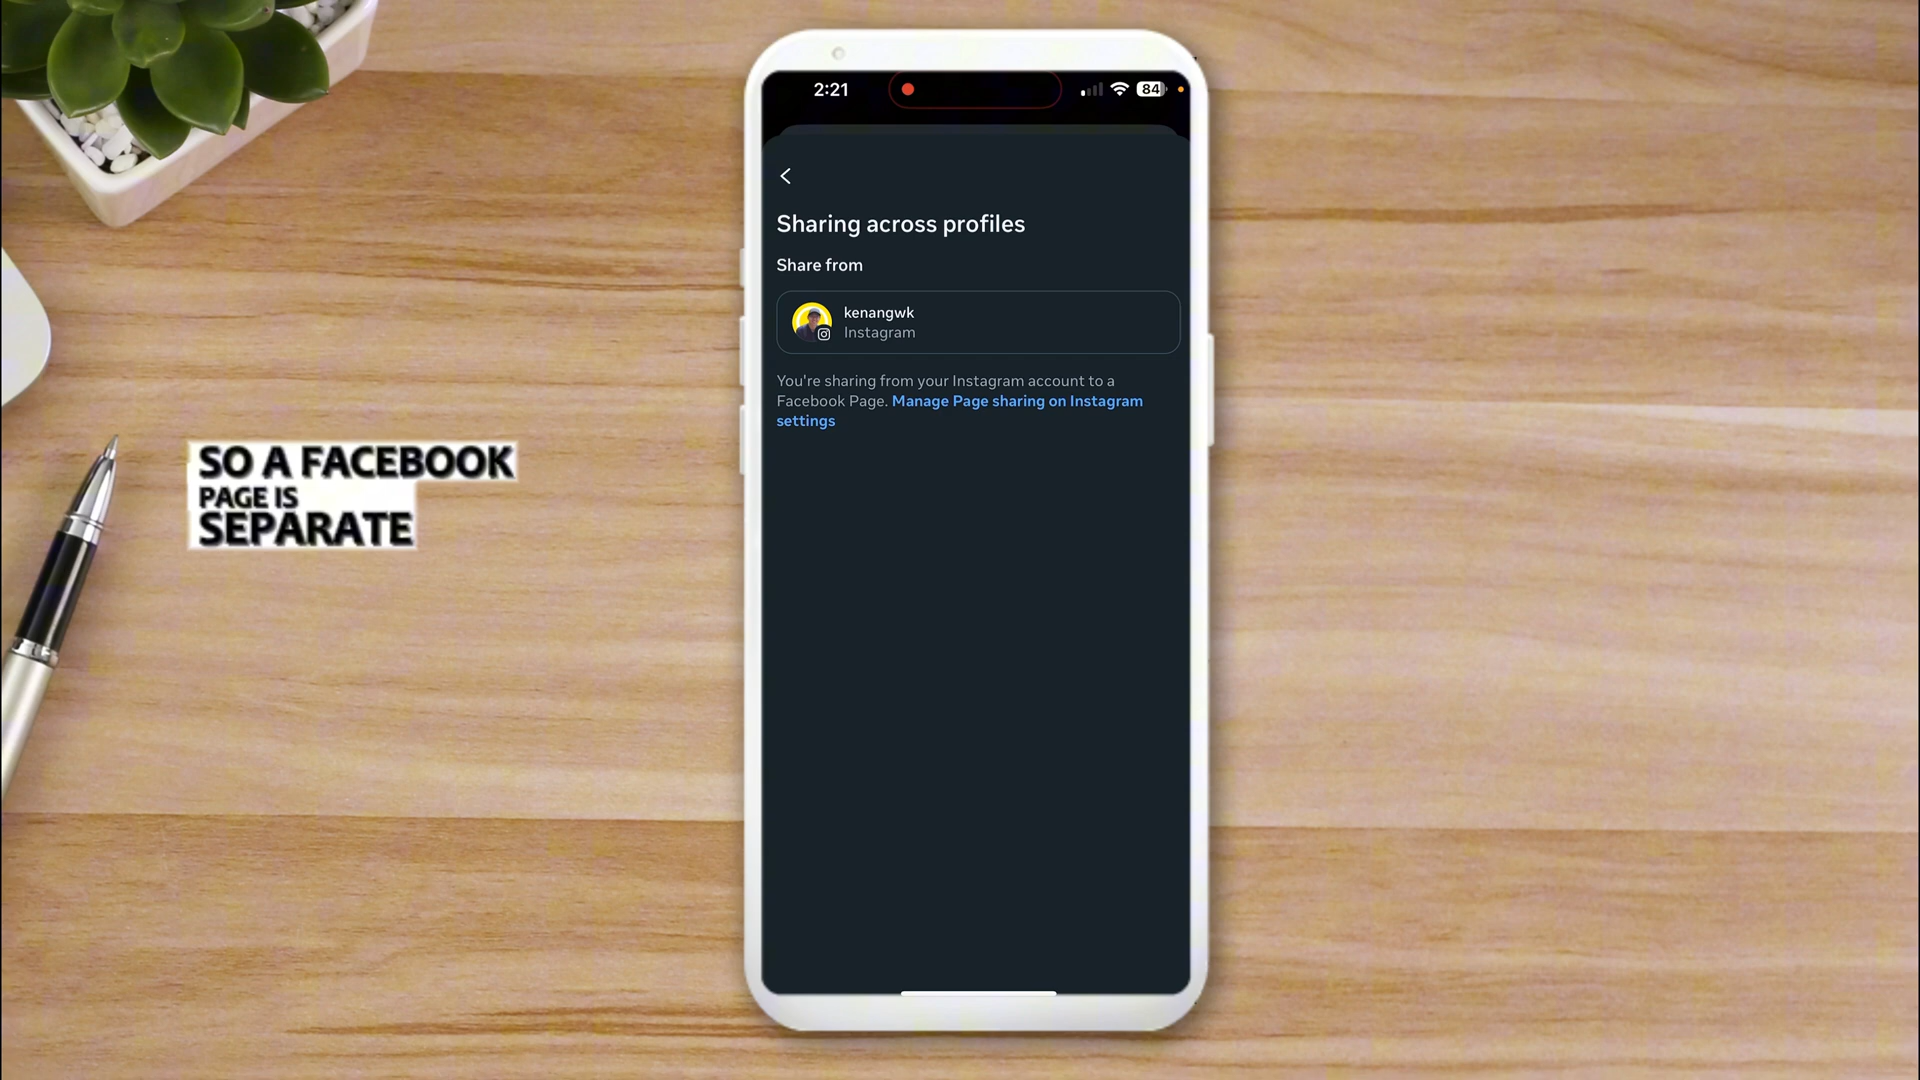 2:21
84
Sharing across profiles
Share from
kenangwk
Instagram
You're sharing from your Instagram account to a
Facebook Page. Manage Page sharing on Instagram
settings
SO A FACEBOOK
PAGE IS
SEPARATE